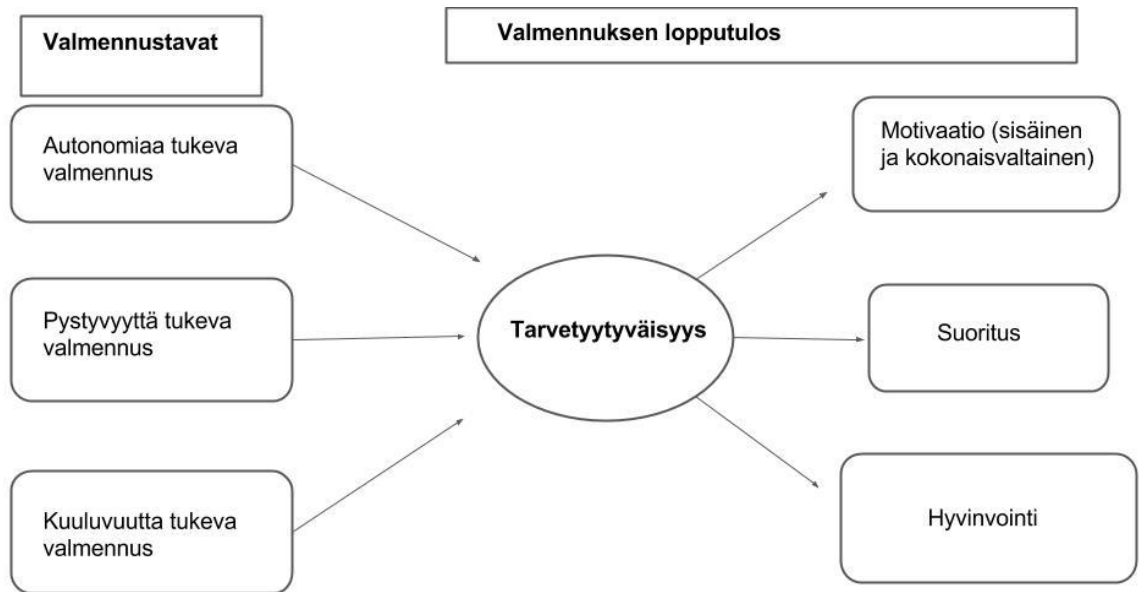 Valmennustavat
Valmennuksen lopputulos
Autonomiaa tukeva
valmennus
Motivaatio (sisäinen
ja kokonaisvaltainen)
Pystyvyyttä tukeva
valmennus
Tarvetyytyväisyys
Suoritus
Kuuluvuutta tukeva
valmennus
Hyvinvointi